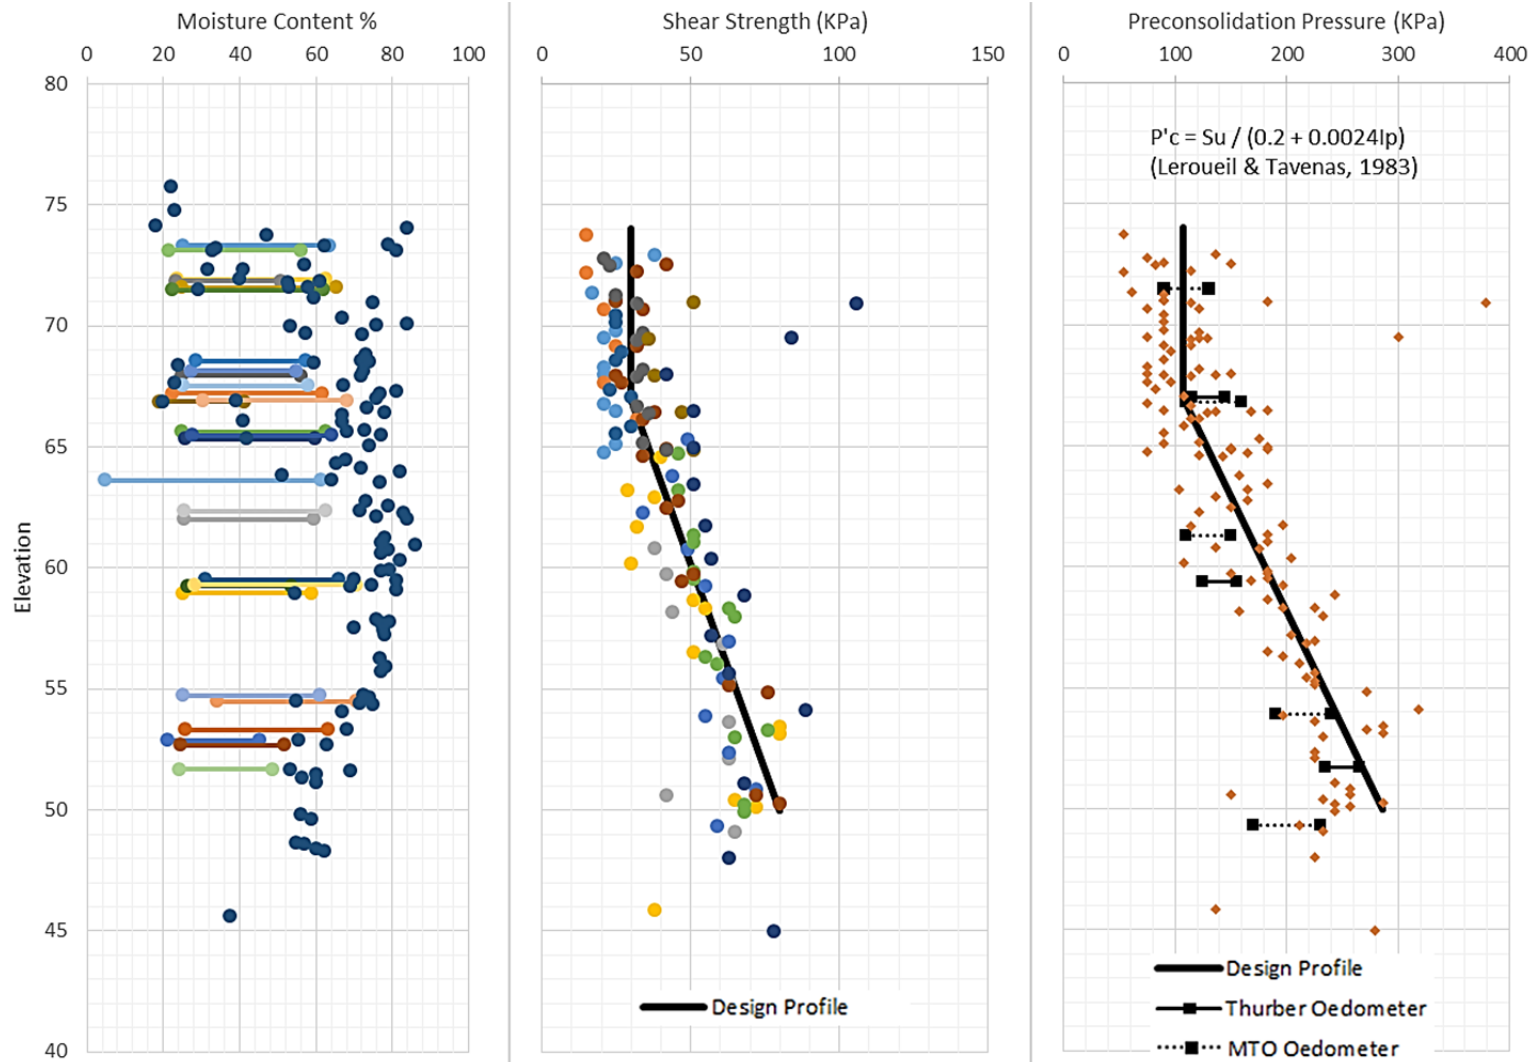 Moisture Content %
0 20 40 60 80 100
Shear Strength (KPa)
0 50 100 150
Preconsolidation Pressure (KPa)
0 100 200 300 400
Elevation
80
75
70
65
60
55
50
45
40
P'c = Su / (0.2 + 0.0024Ip)
(Leroueil & Tavenas, 1983)
Design Profile
Design Profile
Thurber Oedometer
MTO Oedometer